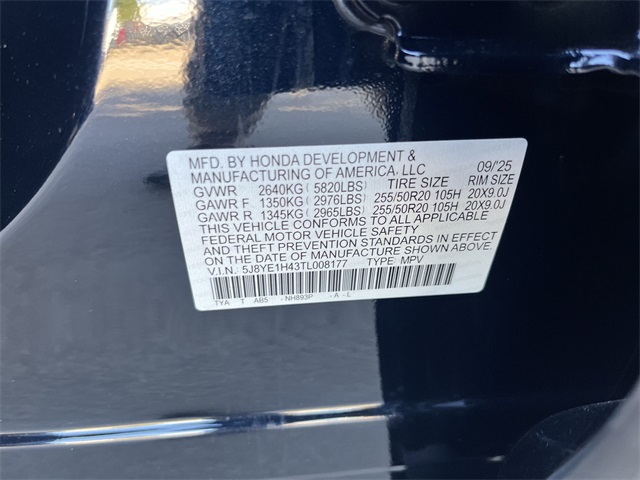 MFD. BY HONDA DEVELOPMENT & 09/25
MANUFACTURING OF AMERICA, LLC RIM SIZE
GVWR 2640KG ( 5820LBS) TIRE SIZE
GAWR F 1350KG ( 2976LBS) 255/50R20 105H 20X9.0J
GAWR R 1345KG ( 2965LBS) 255/50R20 105H 20X9.0J
THIS VEHICLE CONFORMS TO ALL APPLICABLE
FEDERAL MOTOR VEHICLE SAFETY
AND THEFT PREVENTION STANDARDS IN EFFECT
ON THE DATE OF MANUFACTURE SHOWN ABOVE.
V.I.N. 5J8YE1H43TL008177 TYPE: MPV
TYA T AB5 -NH893P -A -L